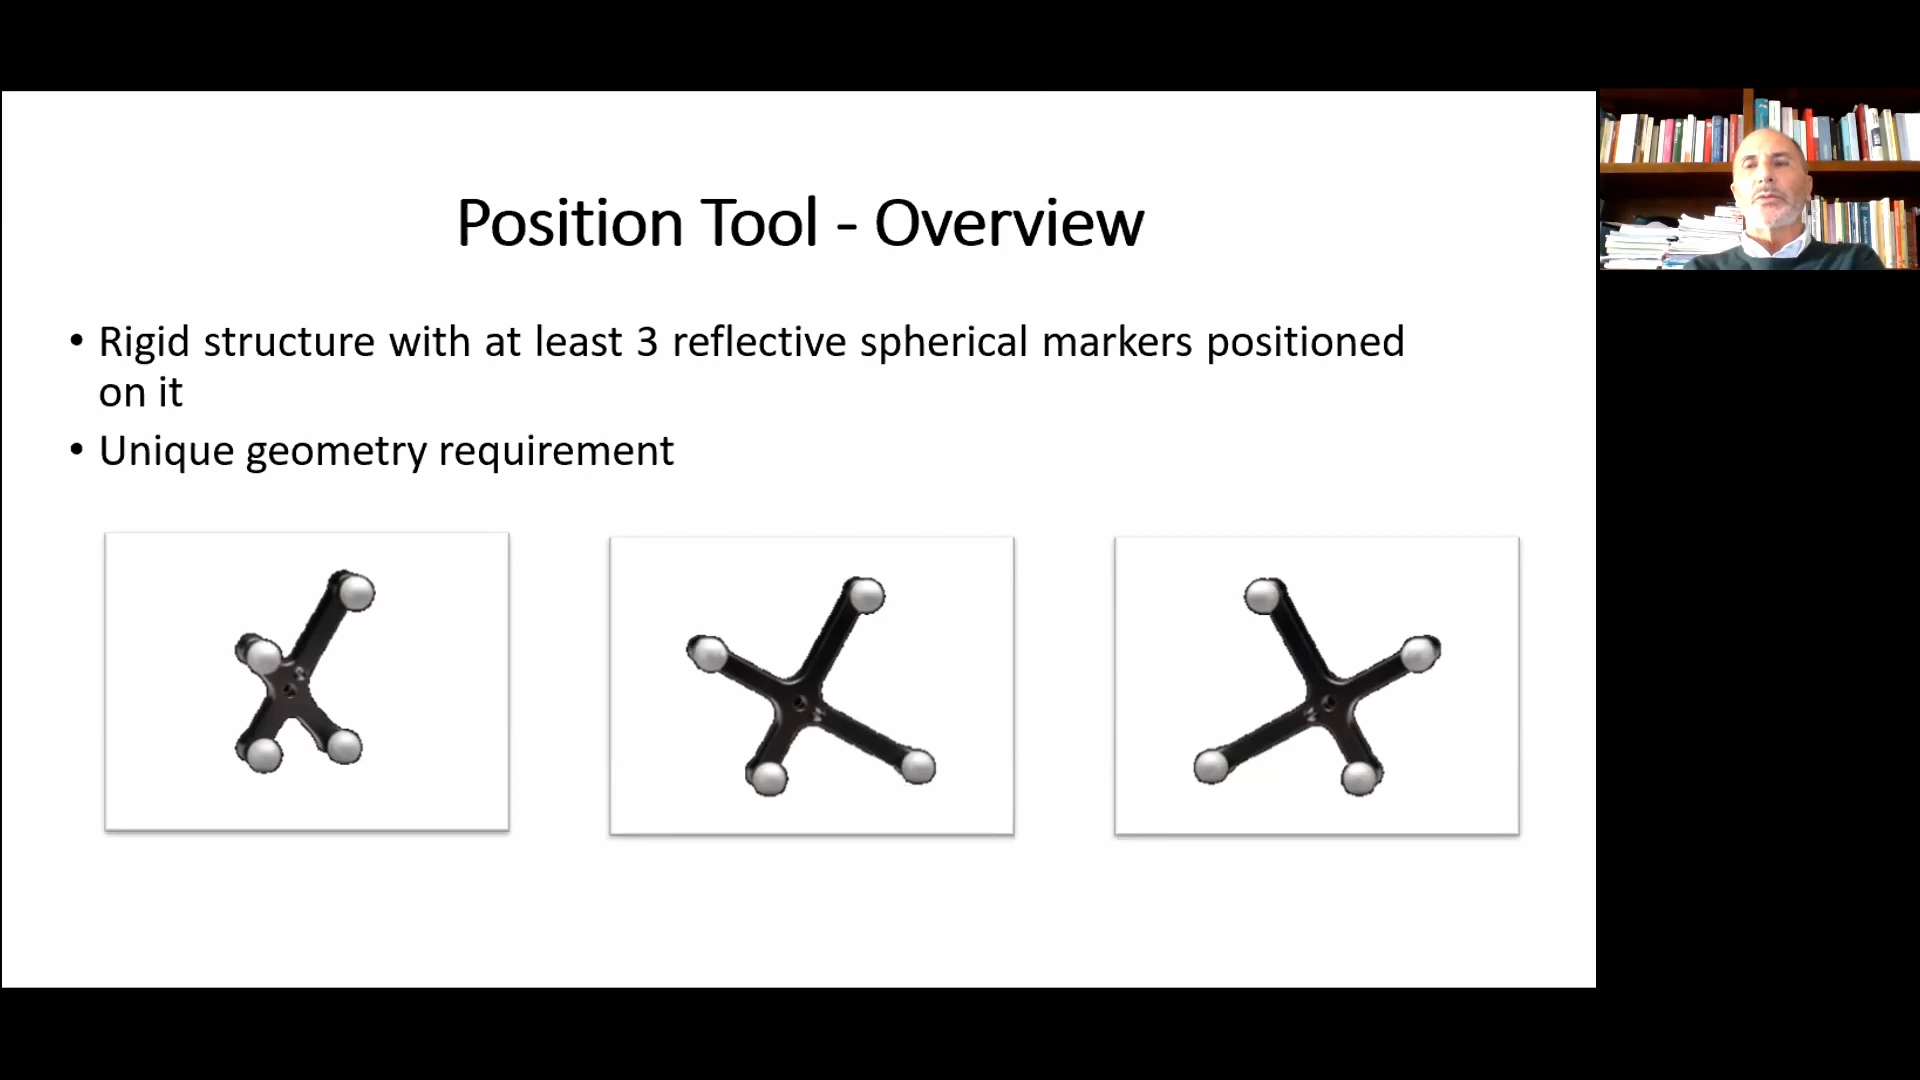 Position Tool - Overview
• Rigid structure with at least 3 reflective spherical markers positioned
on it
• Unique geometry requirement